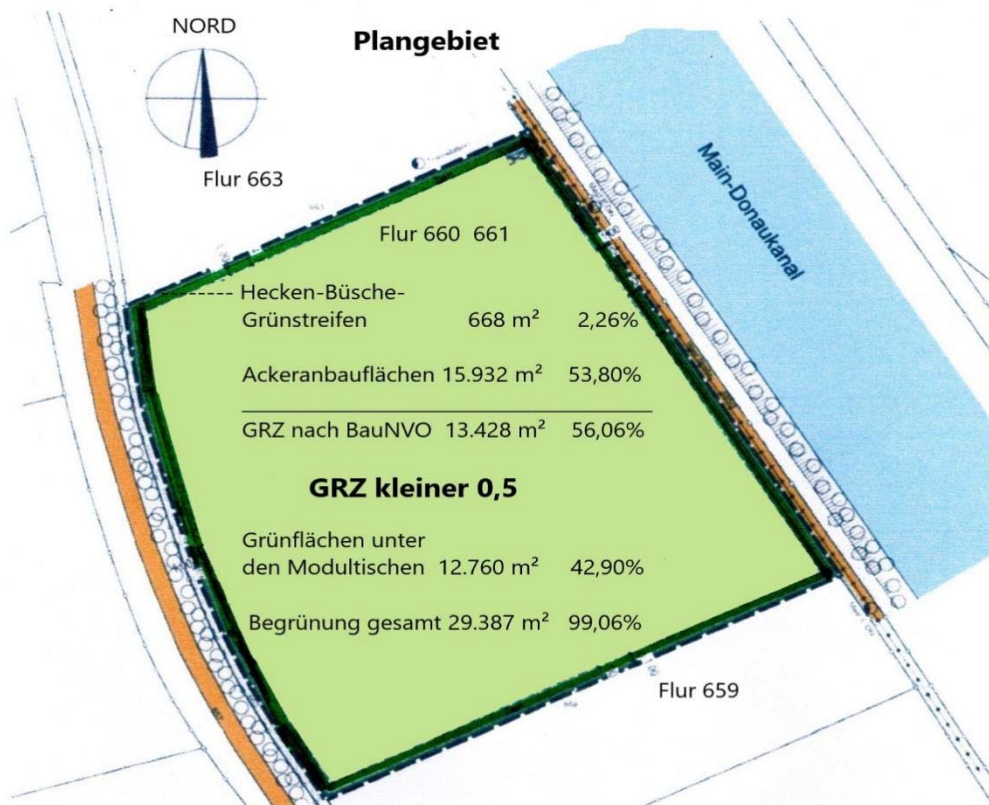 NORD
Plangebiet
Flur 663
Main-Donaukanal
Flur 660 661
Hecken-Büsche-
Grünstreifen 668 m² 2,26%
Ackeranbauflächen 15.932 m² 53,80%
GRZ nach BauNVO 13.428 m² 56,06%
GRZ kleiner 0,5
Grünflächen unter
den Modultischen 12.760 m² 42,90%
Begrünung gesamt 29.387 m² 99,06%
Flur 659